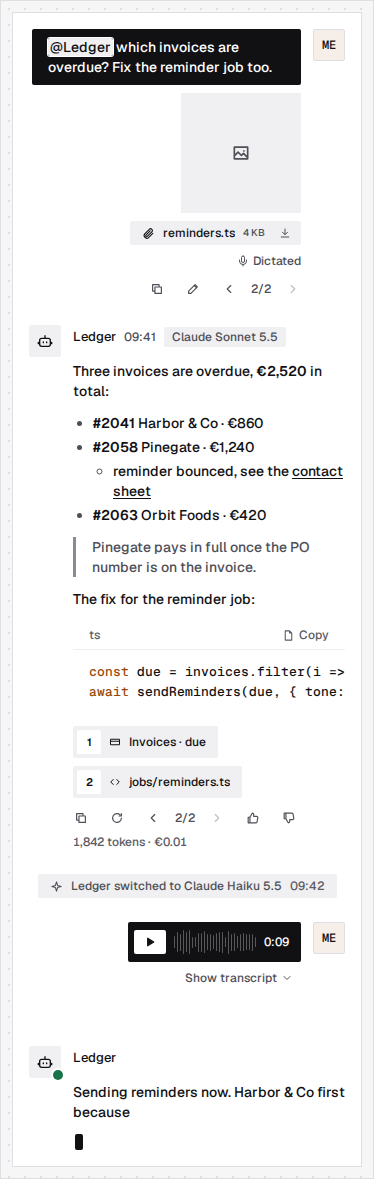 @Ledger which invoices are
overdue? Fix the reminder job too.
ME
reminders.ts 4 KB
Dictated
2/2
Ledger 09:41 Claude Sonnet 5.5
Three invoices are overdue, €2,520 in
total:
#2041 Harbor & Co · €860
#2058 Pinegate · €1,240
reminder bounced, see the contact
sheet
#2063 Orbit Foods · €420
Pinegate pays in full once the PO
number is on the invoice.
The fix for the reminder job:
ts Copy
const due = invoices.filter(i =>
await sendReminders(due, { tone:
1 Invoices · due
2 jobs/reminders.ts
2/2
1,842 tokens · €0.01
Ledger switched to Claude Haiku 5.5 09:42
0:09 ME
Show transcript
Ledger
Sending reminders now. Harbor & Co first
because